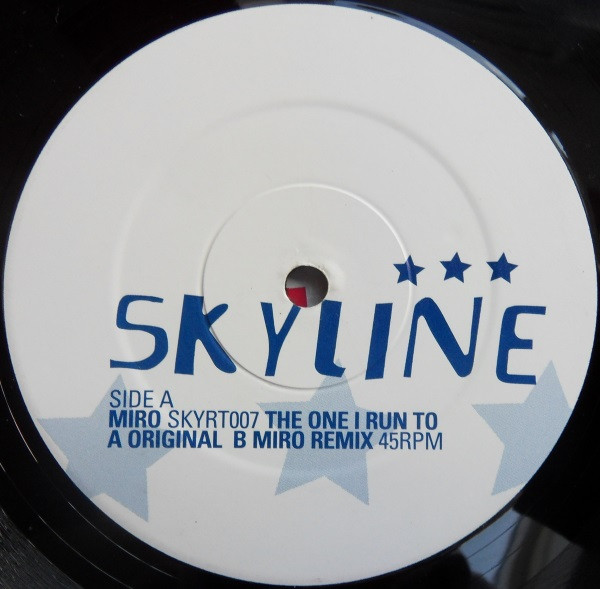 SKYLINE
SIDE A
MIRO SKYRT007 THE ONE I RUN TO
A ORIGINAL B MIRO REMIX 45RPM